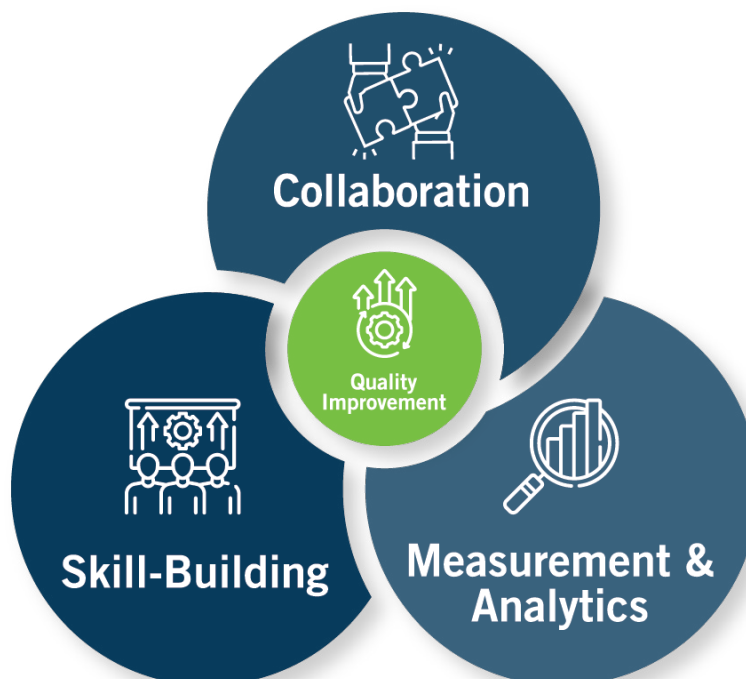 Collaboration
Quality
Improvement
Skill-Building
Measurement &
Analytics